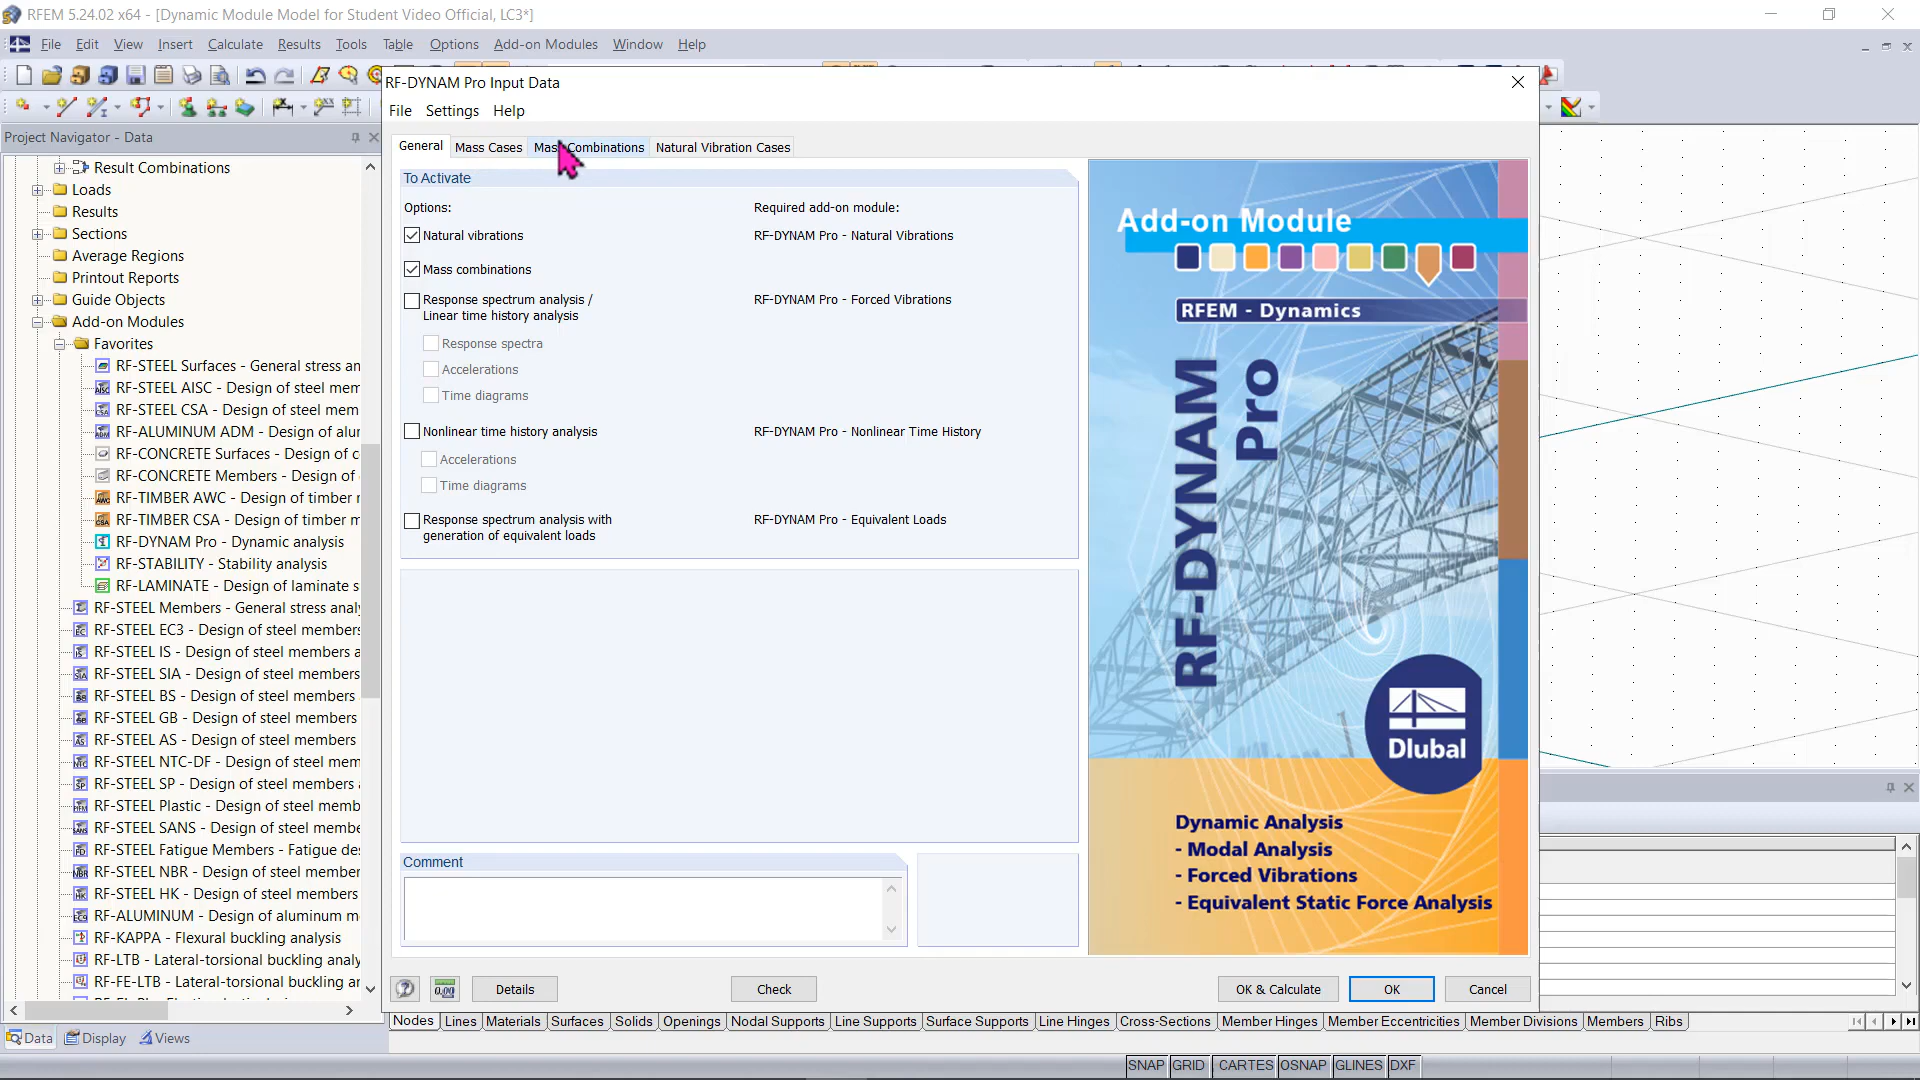 RFEM 5.24.02 x64 - [Dynamic Module Model for Student Video Official, LC3*]
File Edit View Insert Calculate Results Tools Table Options Add-on Modules Window Help
Project Navigator - Data
Result Combinations
Loads
Results
Sections
Average Regions
Printout Reports
Guide Objects
Add-on Modules
Favorites
RF-STEEL Surfaces - General stress an
RF-STEEL AISC - Design of steel mem
RF-STEEL CSA - Design of steel mem
RF-ALUMINUM ADM - Design of alur
RF-CONCRETE Surfaces - Design of c
RF-CONCRETE Members - Design of
RF-TIMBER AWC - Design of timber r
RF-TIMBER CSA - Design of timber m
RF-DYNAM Pro - Dynamic analysis
RF-STABILITY - Stability analysis
RF-LAMINATE - Design of laminate s
RF-STEEL Members - General stress analy
RF-STEEL EC3 - Design of steel members
RF-STEEL IS - Design of steel members a
RF-STEEL SIA - Design of steel members
RF-STEEL BS - Design of steel members
RF-STEEL GB - Design of steel members
RF-STEEL AS - Design of steel members
RF-STEEL NTC-DF - Design of steel mem
RF-STEEL SP - Design of steel members
RF-STEEL Plastic - Design of steel memb
RF-STEEL SANS - Design of steel membe
RF-STEEL Fatigue Members - Fatigue de
RF-STEEL NBR - Design of steel member
RF-STEEL HK - Design of steel members
RF-ALUMINUM - Design of aluminum m
RF-KAPPA - Flexural buckling analysis
RF-LTB - Lateral-torsional buckling analy
RF-FE-LTB - Lateral-torsional buckling ar
Data Display Views
RF-DYNAM Pro Input Data
File Settings Help
General Mass Cases Mass Combinations Natural Vibration Cases
To Activate
Options: Required add-on module:
Natural vibrations RF-DYNAM Pro - Natural Vibrations
Mass combinations
Response spectrum analysis / RF-DYNAM Pro - Forced Vibrations
Linear time history analysis
Response spectra
Accelerations
Time diagrams
Nonlinear time history analysis RF-DYNAM Pro - Nonlinear Time History
Accelerations
Time diagrams
Response spectrum analysis with RF-DYNAM Pro - Equivalent Loads
generation of equivalent loads
Comment
Add-on Module
RFEM - Dynamics
RF-DYNAM
Pro
Dlubal
Dynamic Analysis
- Modal Analysis
- Forced Vibrations
- Equivalent Static Force Analysis
Details Check OK & Calculate OK Cancel
Nodes Lines Materials Surfaces Solids Openings Nodal Supports Line Supports Surface Supports Line Hinges Cross-Sections Member Hinges Member Eccentricities Member Divisions Members Ribs
SNAP GRID CARTES OSNAP GLINES DXF